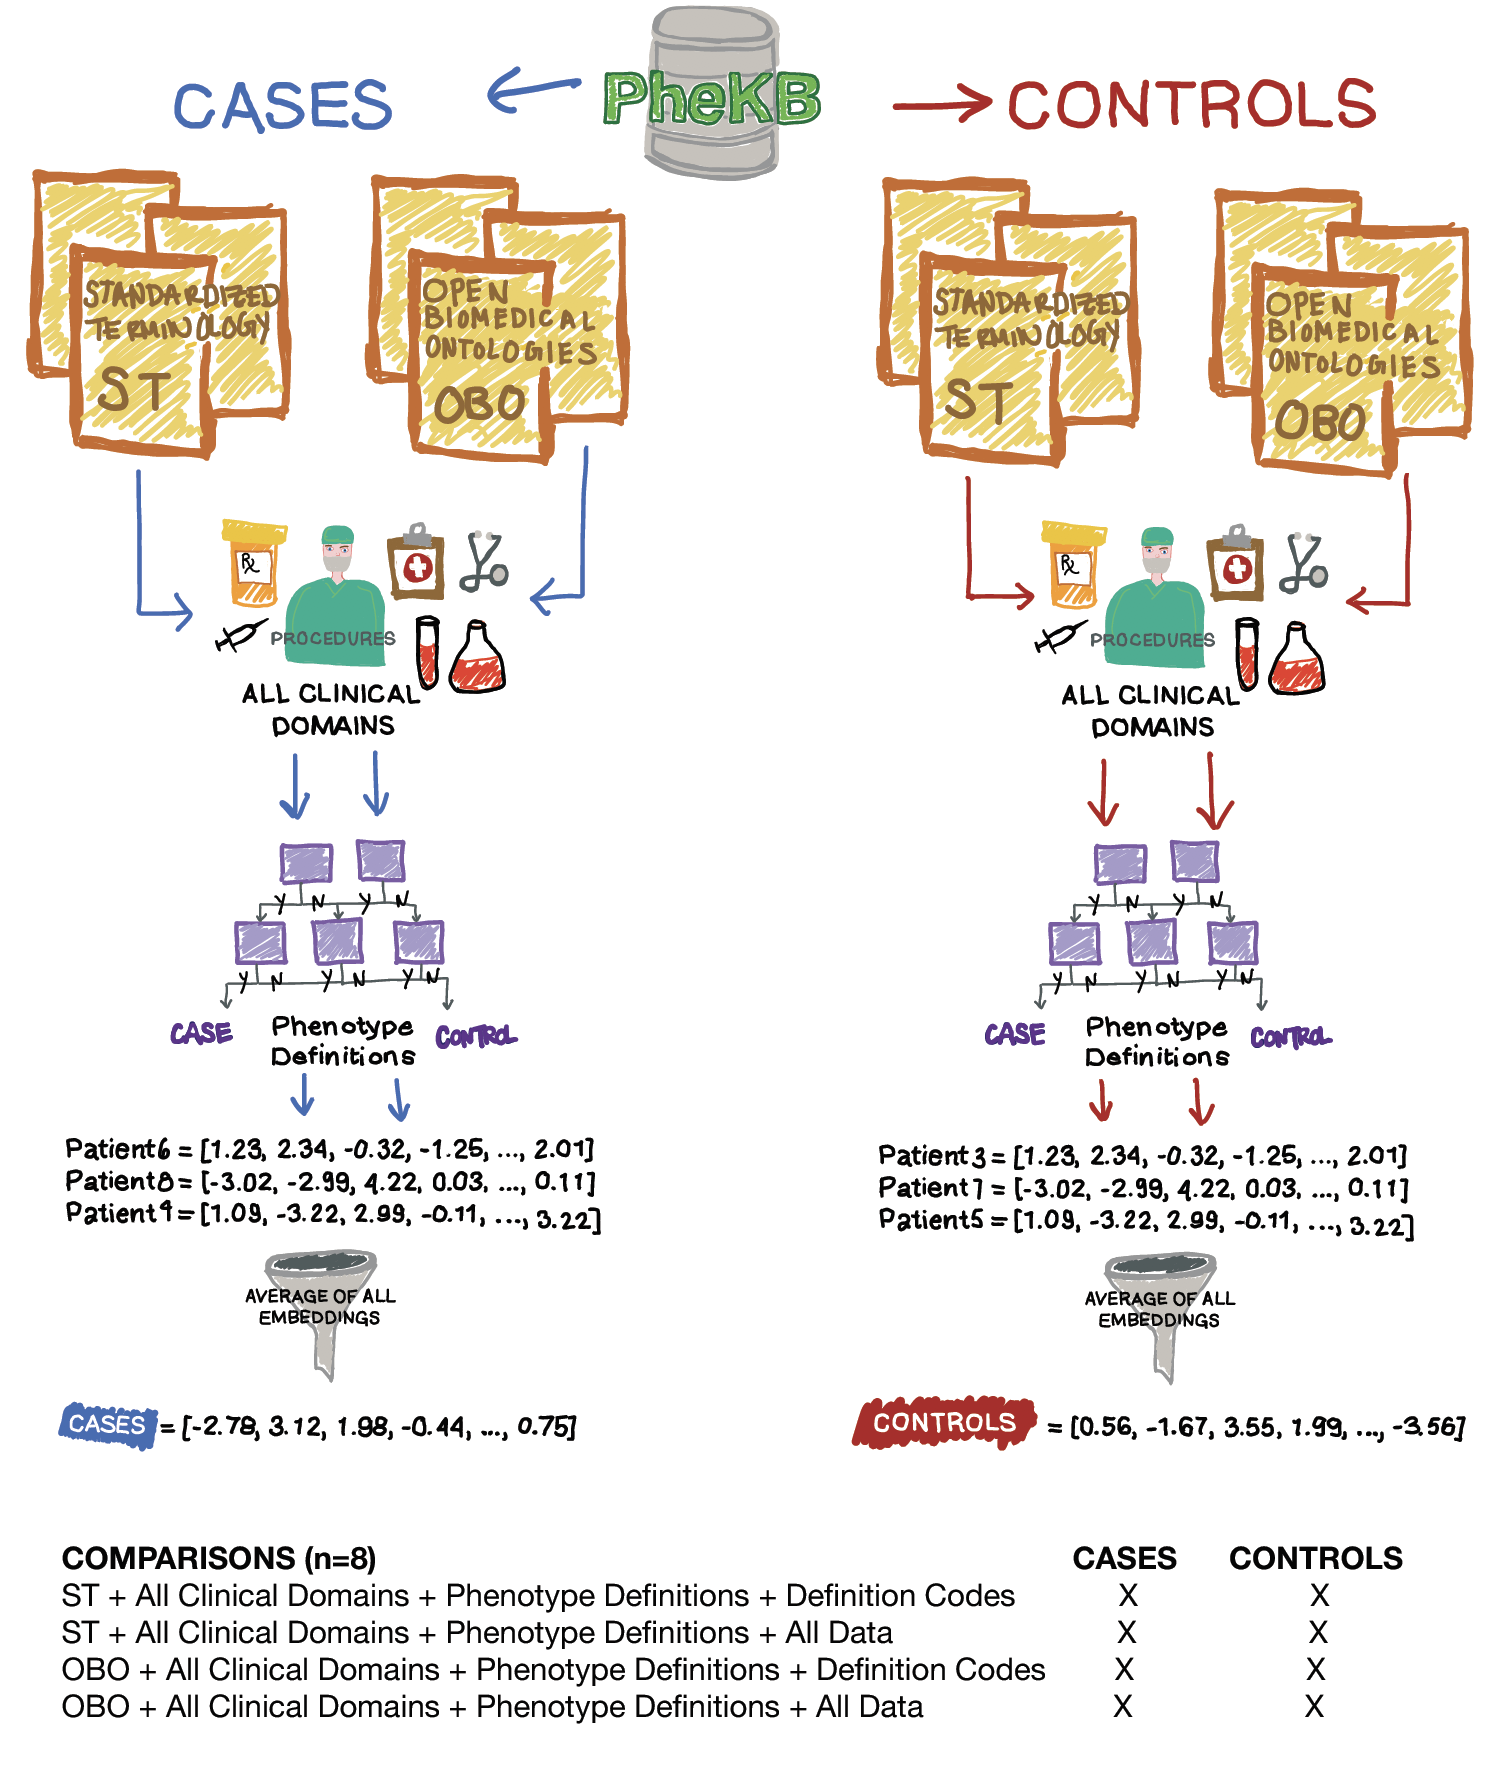 PheKB
CASES
CONTROLS
STANDARDIZED
TERMINOLOGY
ST
OPEN
BIOMEDICAL
ONTOLOGIES
OBO
STANDARDIZED
TERMINOLOGY
ST
OPEN
BIOMEDICAL
ONTOLOGIES
OBO
Rx
PROCEDURES
ALL CLINICAL
DOMAINS
Rx
PROCEDURES
ALL CLINICAL
DOMAINS
Y N Y N
Y N Y N Y N
CASE
Phenotype
Definitions
CONTROL
Y N Y N
Y N Y N Y N
CASE
Phenotype
Definitions
CONTROL
Patient6 = [1.23, 2.34, -0.32, -1.25, ..., 2.01]
Patient8 = [-3.02, -2.99, 4.22, 0.03, ..., 0.11]
Patient9 = [1.09, -3.22, 2.99, -0.11, ..., 3.22]
Patient3 = [1.23, 2.34, -0.32, -1.25, ..., 2.01]
Patient7 = [-3.02, -2.99, 4.22, 0.03, ..., 0.11]
Patient5 = [1.09, -3.22, 2.99, -0.11, ..., 3.22]
AVERAGE OF ALL
EMBEDDINGS
AVERAGE OF ALL
EMBEDDINGS
CASES = [-2.78, 3.12, 1.98, -0.44, ..., 0.75]
CONTROLS = [0.56, -1.67, 3.55, 1.99, ..., -3.56]
COMPARISONS (n=8) CASES CONTROLS
ST + All Clinical Domains + Phenotype Definitions + Definition Codes X X
ST + All Clinical Domains + Phenotype Definitions + All Data X X
OBO + All Clinical Domains + Phenotype Definitions + Definition Codes X X
OBO + All Clinical Domains + Phenotype Definitions + All Data X X